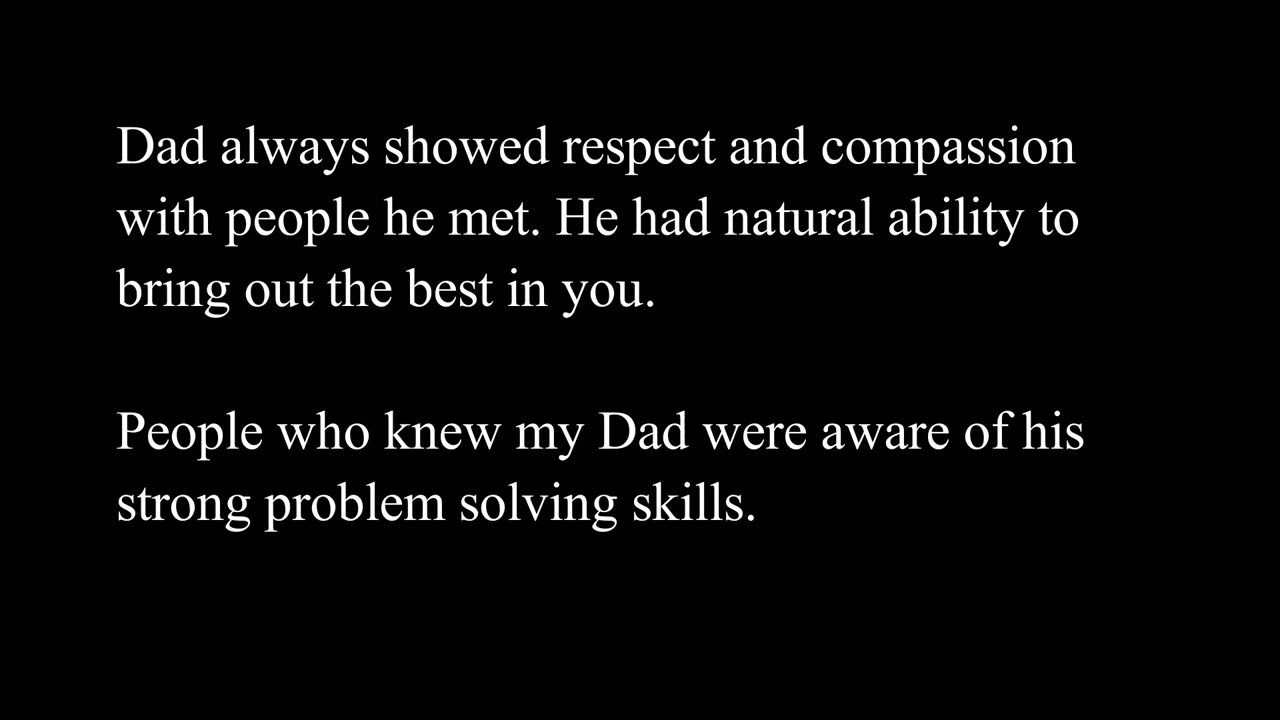 Dad always showed respect and compassion
with people he met. He had natural ability to
bring out the best in you.
People who knew my Dad were aware of his
strong problem solving skills.